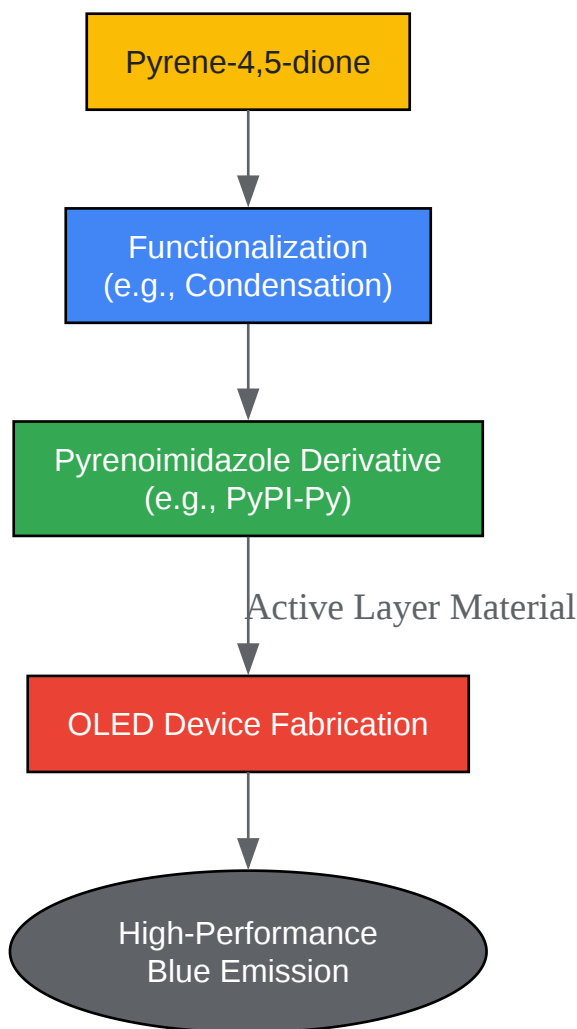 Pyrene-4,5-dione
Functionalization
(e.g., Condensation)
Pyrenoimidazole Derivative
(e.g., PyPI-Py)
Active Layer Material
OLED Device Fabrication
High-Performance
Blue Emission